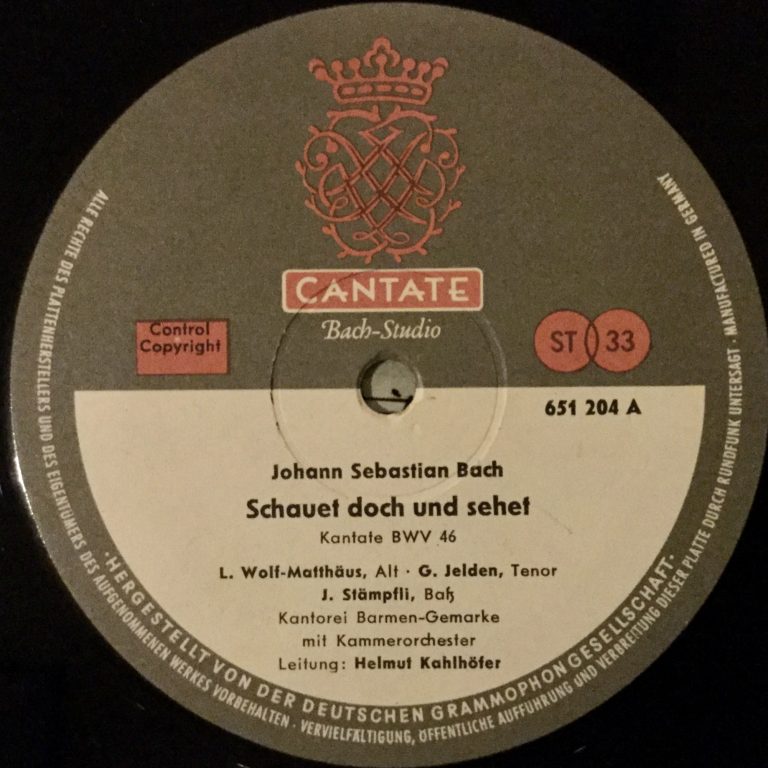 CANTATE
Bach-Studio
Control
Copyright
ST 33
651 204 A
Johann Sebastian Bach
Schauet doch und sehet
Kantate BWV 46
L. Wolf-Matthäus, Alt · G. Jelden, Tenor
J. Stämpfli, Baß
Kantorei Barmen-Gemarke
mit Kammerorchester
Leitung: Helmut Kahlhöfer
·HERGESTELLT VON DER DEUTSCHEN GRAMMOPHON GESELLSCHAFT·
ALLE RECHTE DES PLATTENHERSTELLERS UND DES EIGENTÜMERS DES AUFGENOMMENEN WERKES VORBEHALTEN · VERVIELFÄLTIGUNG, ÖFFENTLICHE AUFFÜHRUNG UND VERBREITUNG DIESER PLATTE DURCH RUNDFUNK UNTERSAGT · MANUFACTURED IN GERMANY